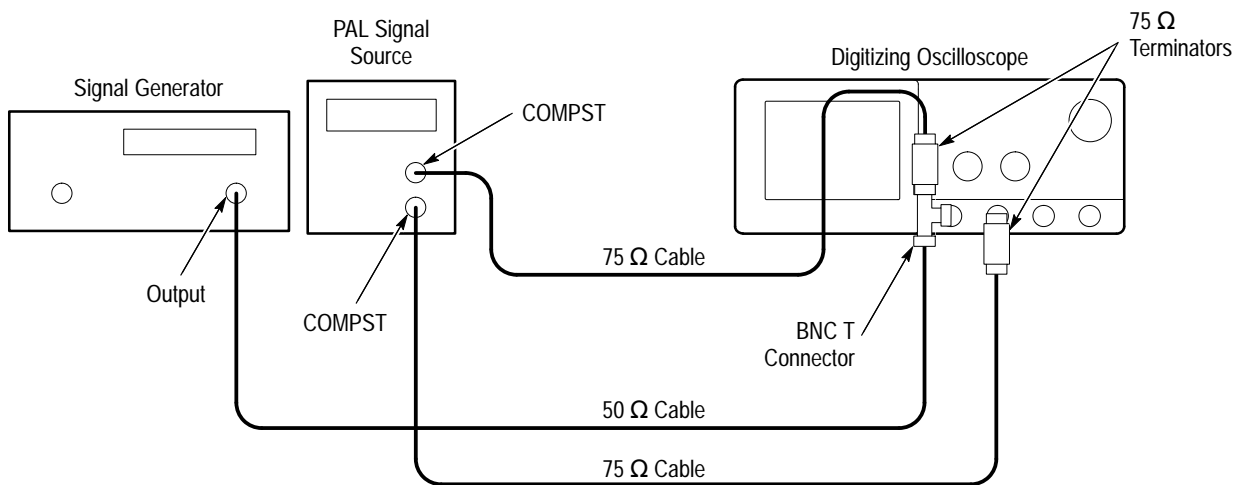 PAL Signal
Source
75 Ω
Terminators
Signal Generator
Digitizing Oscilloscope
COMPST
75 Ω Cable
Output
COMPST
BNC T
Connector
50 Ω Cable
75 Ω Cable